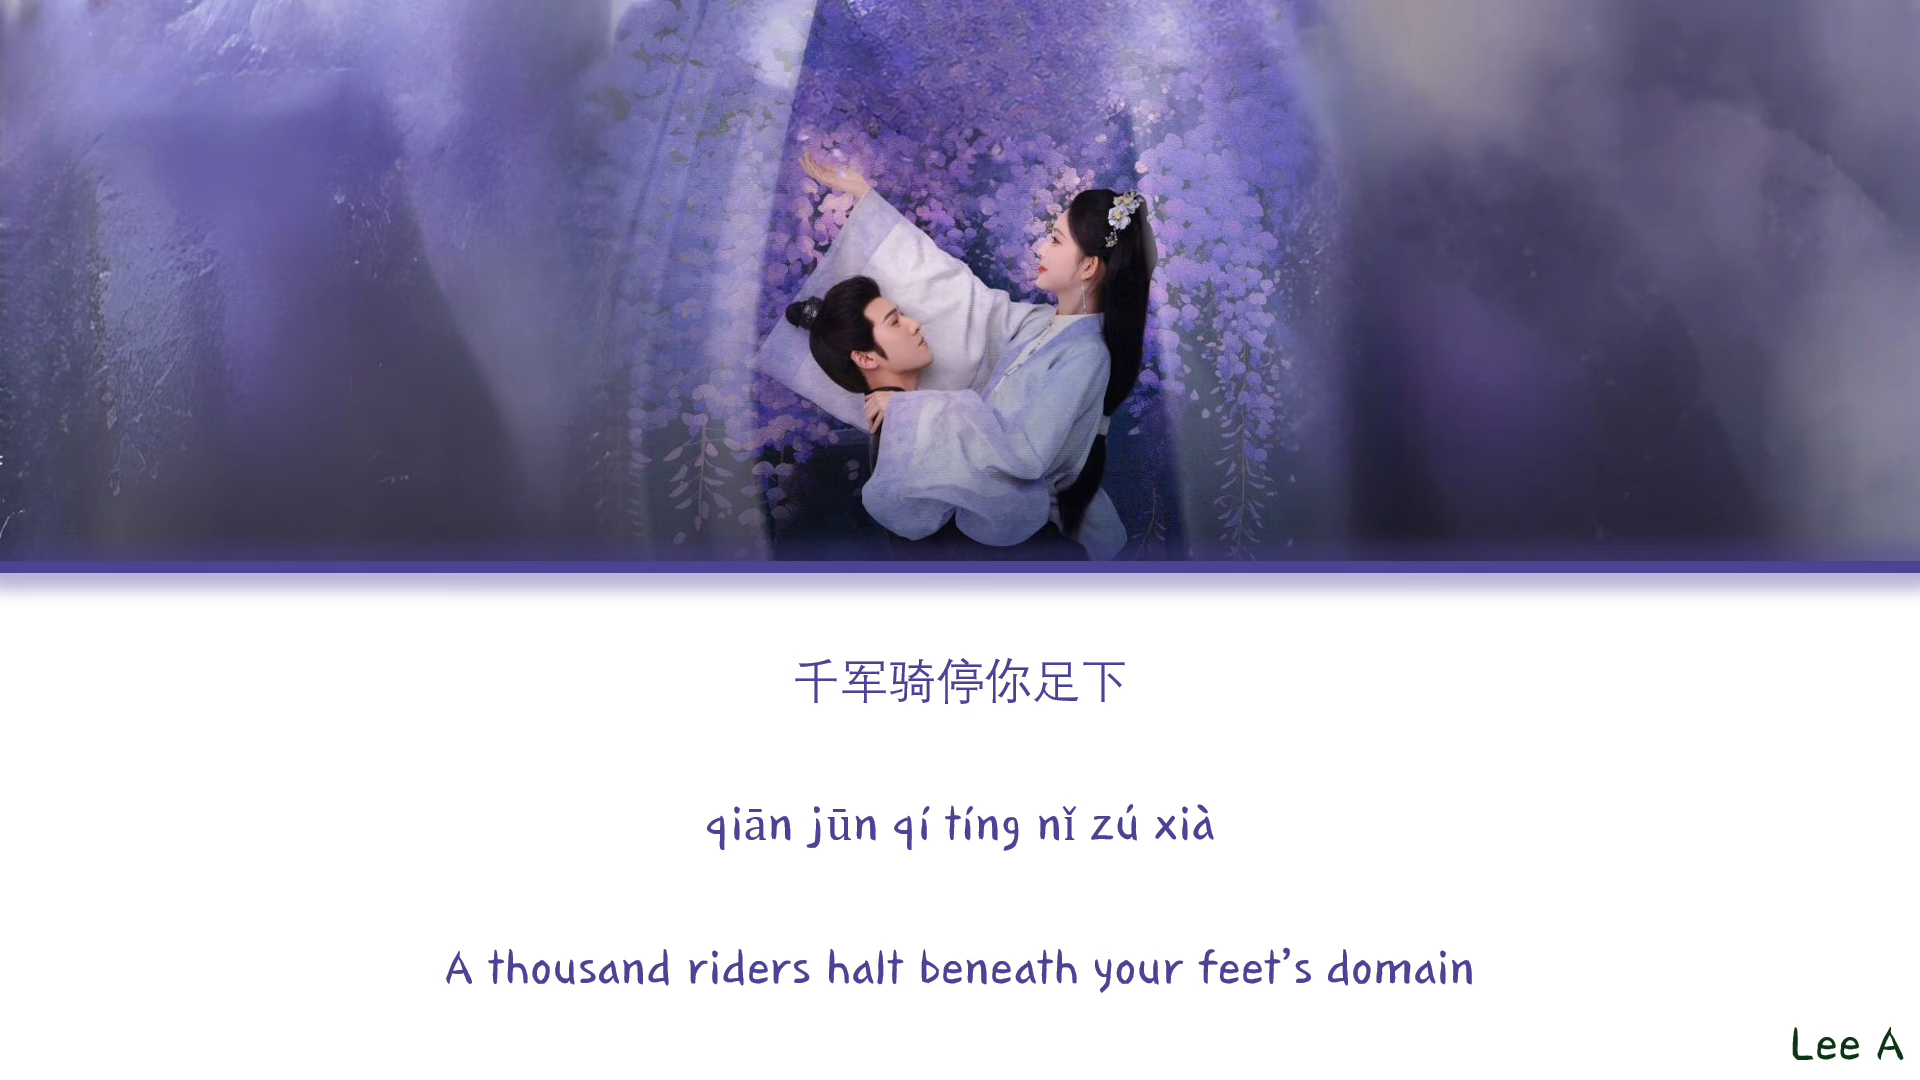 千军骑停你足下
qiān jūn qí tíng nǐ zú xià
A thousand riders halt beneath your feet’s domain
Lee A